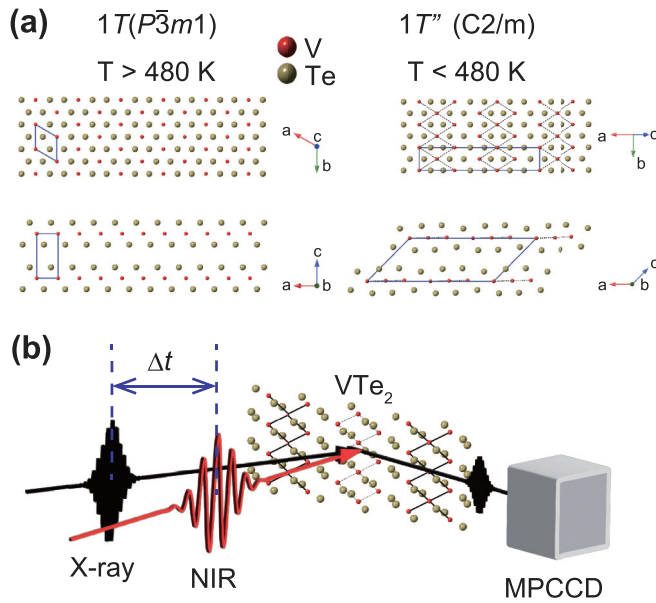 (a)
1T(P3̅m1)
1T” (C2/m)
V
Te
T > 480 K
T < 480 K
a
c
b
a
c
b
c
a
b
c
a
b
(b)
Δt
VTe₂
X-ray
NIR
MPCCD